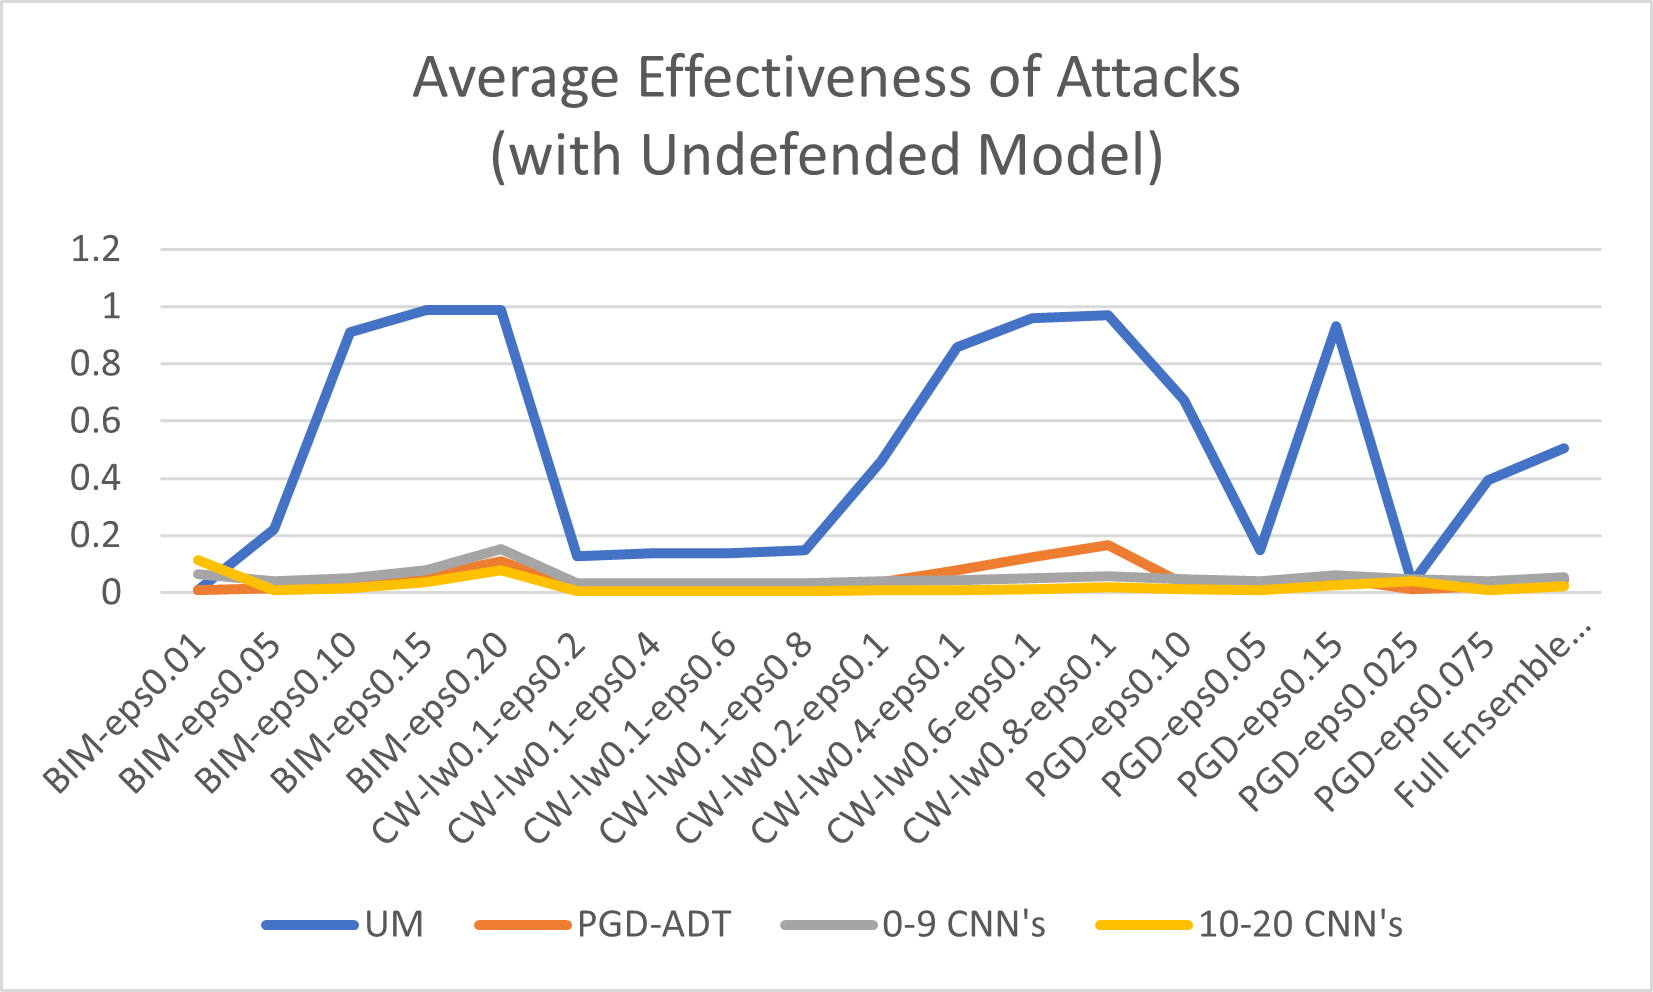 Average Effectiveness of Attacks
(with Undefended Model)
1.2
1
0.8
0.6
0.4
0.2
0
BIM-eps0.01
BIM-eps0.05
BIM-eps0.10
BIM-eps0.15
BIM-eps0.20
CW-lw0.1-eps0.2
CW-lw0.1-eps0.4
CW-lw0.1-eps0.6
CW-lw0.1-eps0.8
CW-lw0.2-eps0.1
CW-lw0.4-eps0.1
CW-lw0.6-eps0.1
CW-lw0.8-eps0.1
PGD-eps0.10
PGD-eps0.05
PGD-eps0.15
PGD-eps0.025
PGD-eps0.075
Full Ensemble...
UM PGD-ADT 0-9 CNN's 10-20 CNN's